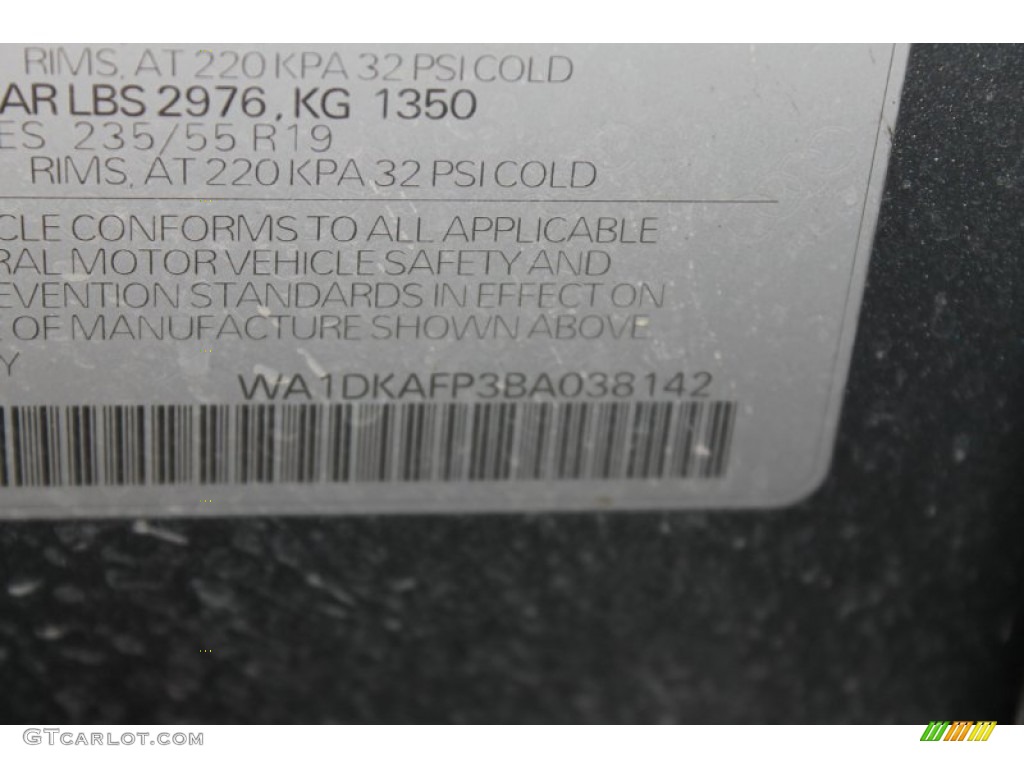 RIMS, AT 220 KPA 32 PSI COLD
AR LBS 2976, KG 1350
ES 235/55 R19
RIMS, AT 220 KPA 32 PSI COLD
CLE CONFORMS TO ALL APPLICABLE
RAL MOTOR VEHICLE SAFETY AND
EVENTION STANDARDS IN EFFECT ON
E OF MANUFACTURE SHOWN ABOVE
Y
WA1DKAFP3BA038142
GTcarlot.com